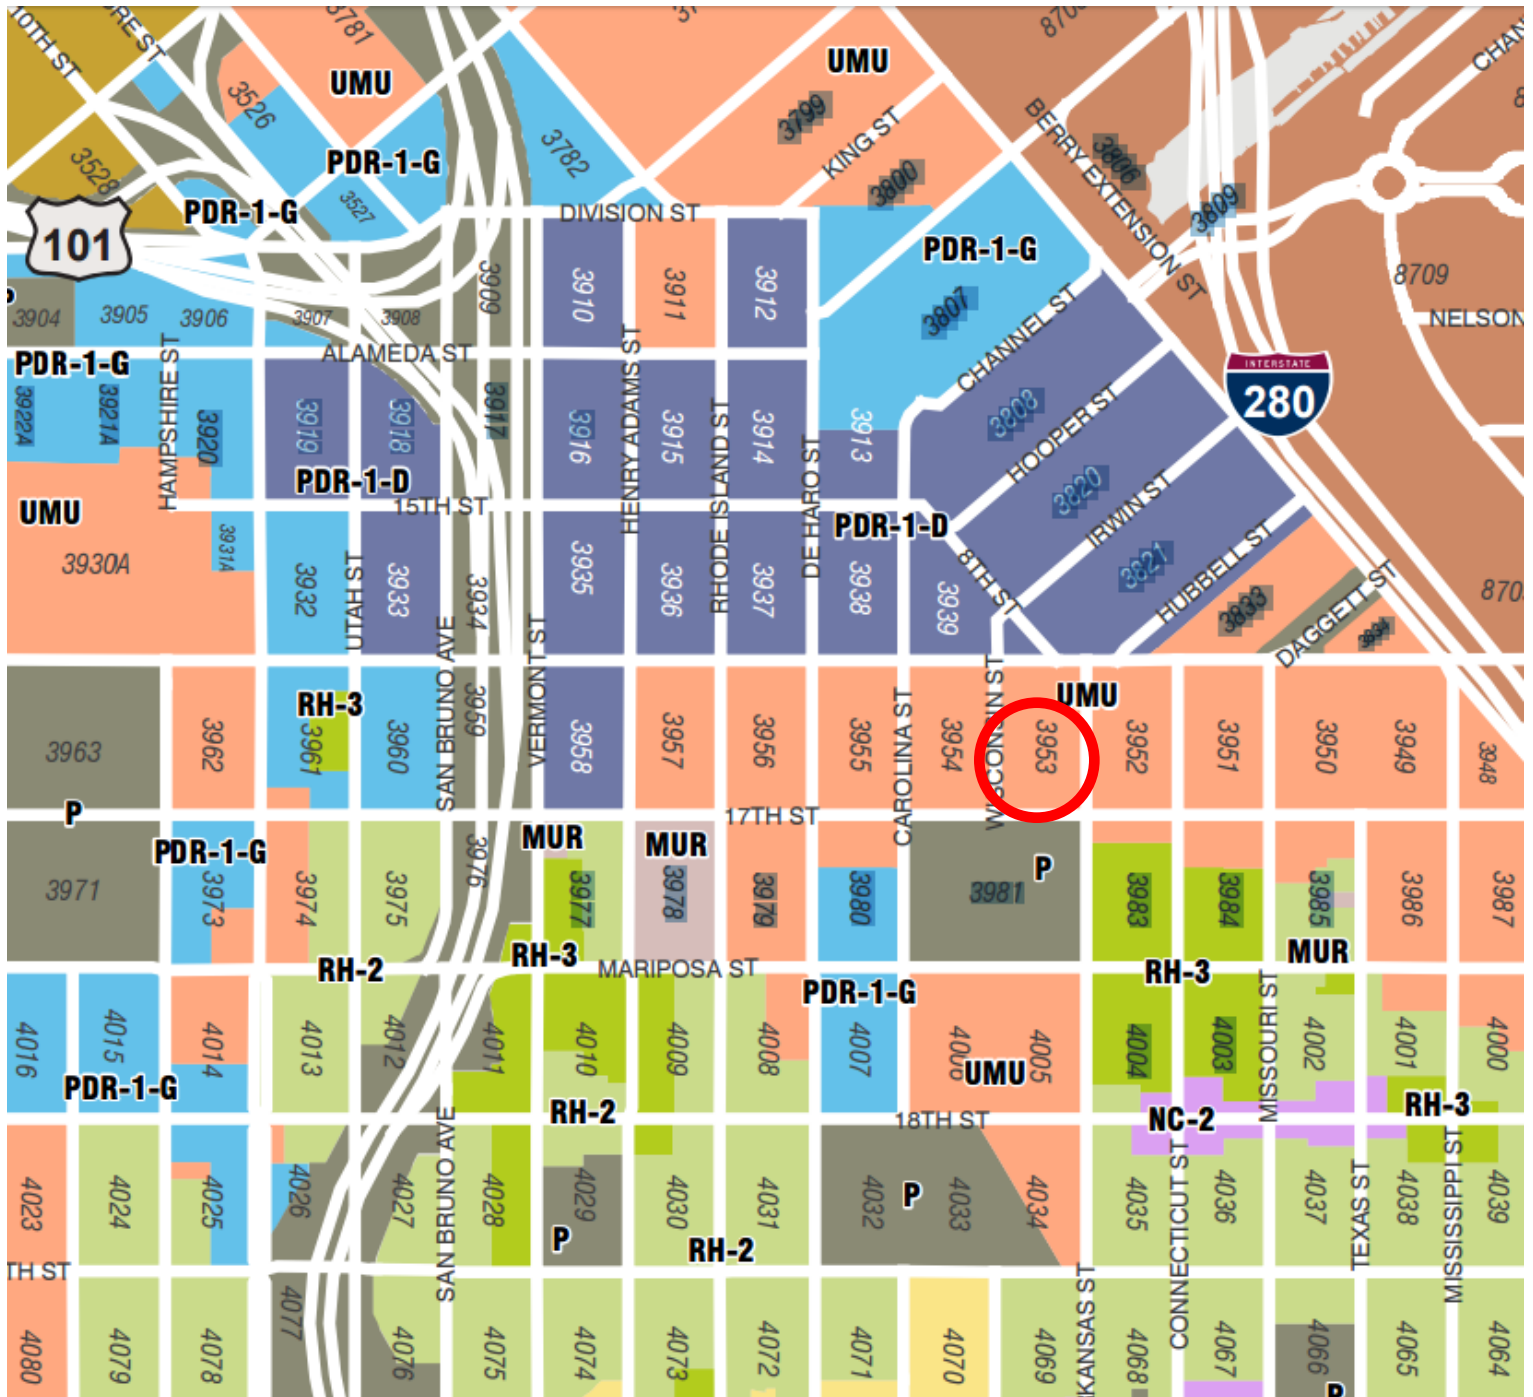 10TH ST
ORE ST
3781
UMU
3526
PDR-1-G
3528
3527
3782
PDR-1-G
101
DIVISION ST
UMU
3799
KING ST
3800
BERRY EXTENSION ST
3806
3809
CHAN
8709
NELSON
INTERSTATE
280
3904
3905
3906
3907
3908
3909
3910
3911
3912
PDR-1-G
3807
CHANNEL ST
ALAMEDA ST
PDR-1-G
3922A
3921A
HAMPSHIRE ST
3920
3919
3918
3917
3916
HENRY ADAMS ST
3915
RHODE ISLAND ST
3914
DE HARO ST
3913
3808
HOOPER ST
3820
IRWIN ST
3821
HUBBELL ST
PDR-1-D
15TH ST
PDR-1-D
UMU
3930A
3931A
3932
UTAH ST
3933
3934
3935
3936
3937
3938
3939
8TH ST
3833
DAGGETT ST
3834
870
3963
3962
RH-3
3961
3960
SAN BRUNO AVE
3959
VERMONT ST
3958
3957
3956
3955
CAROLINA ST
3954
WISCONSIN ST
3953
UMU
3952
3951
3950
3949
3948
P
17TH ST
3971
PDR-1-G
3973
3974
3975
3976
MUR
3977
MUR
3978
3979
3980
3981
P
3983
3984
3985
3986
3987
RH-2
RH-3
MARIPOSA ST
PDR-1-G
RH-3
MUR
4016
4015
4014
4013
4012
4011
4010
4009
4008
4007
4006
4005
UMU
4004
4003
MISSOURI ST
4002
4001
4000
PDR-1-G
RH-2
18TH ST
NC-2
RH-3
4023
4024
4025
4026
4027
SAN BRUNO AVE
4028
4029
P
4030
4031
4032
P
4033
4034
4035
CONNECTICUT ST
4036
4037
TEXAS ST
4038
MISSISSIPPI ST
4039
RH-2
TH ST
4080
4079
4078
4077
4076
4075
4074
4073
4072
4071
4070
4069
KANSAS ST
4068
4067
4066
4065
4064
P